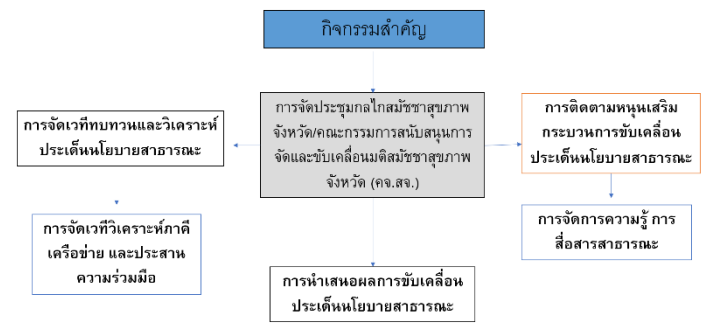 กิจกรรมสำคัญ
การจัดประชุมกลไกสมัชชาสุขภาพ
จังหวัด/คณะกรรมการสนับสนุนการ
จัดและขับเคลื่อนมติสมัชชาสุขภาพ
จังหวัด (คจ.สจ.)
การจัดเวทีทบทวนและวิเคราะห์
ประเด็นนโยบายสาธารณะ
การติดตามหนุนเสริม
กระบวนการขับเคลื่อน
ประเด็นนโยบายสาธารณะ
การจัดเวทีวิเคราะห์ภาคี
เครือข่าย และประสาน
ความร่วมมือ
การจัดการความรู้ การ
สื่อสารสาธารณะ
การนำเสนอผลการขับเคลื่อน
ประเด็นนโยบายสาธารณะ